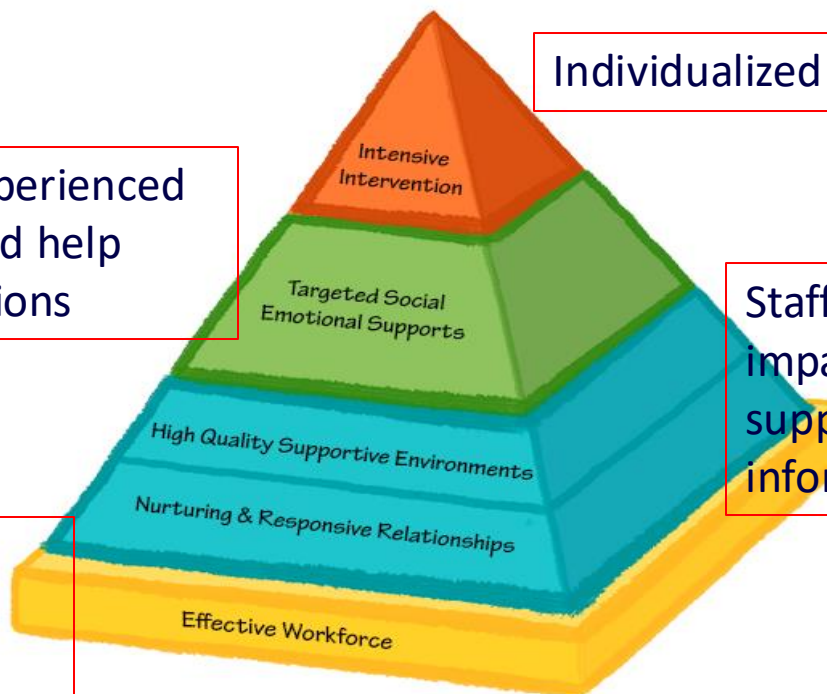 Individualized
Intensive
Intervention
perienced
d help
ions
Targeted Social
Emotional Supports
Staff
impa
supp
infor
High Quality Supportive Environments
Nurturing & Responsive Relationships
Effective Workforce